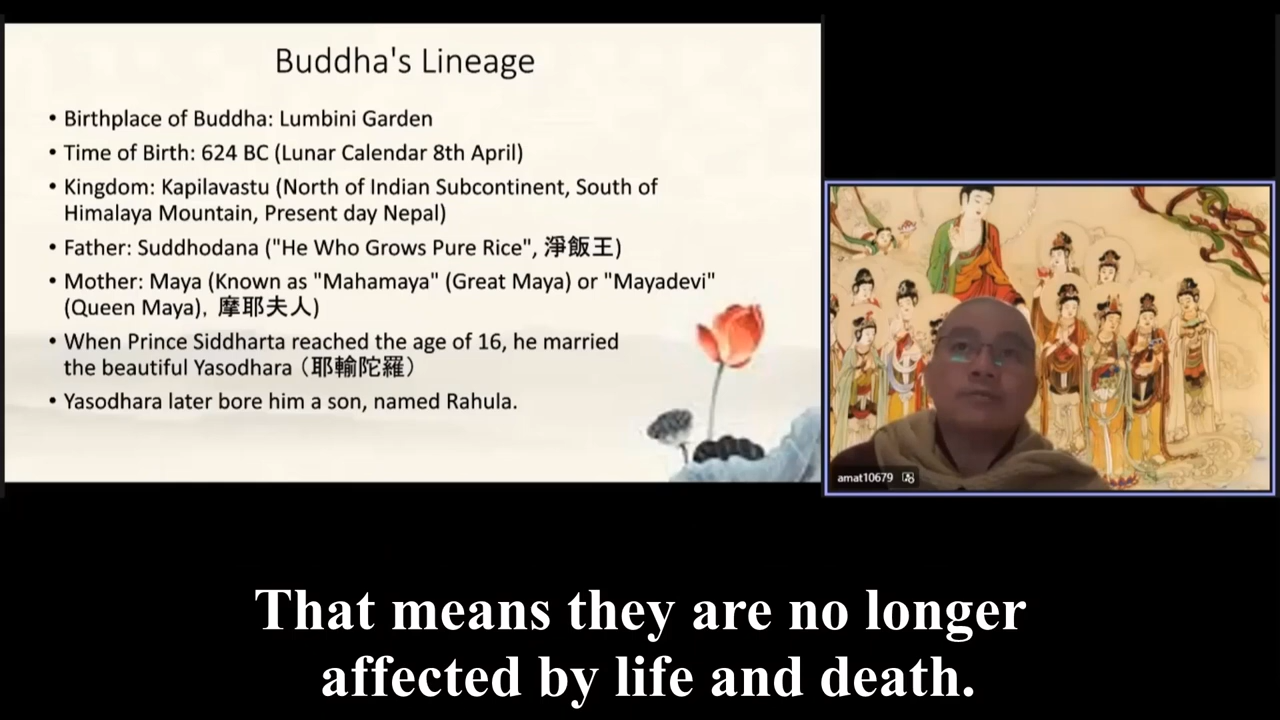 Buddha's Lineage
• Birthplace of Buddha: Lumbini Garden
• Time of Birth: 624 BC (Lunar Calendar 8th April)
• Kingdom: Kapilavastu (North of Indian Subcontinent, South of
Himalaya Mountain, Present day Nepal)
• Father: Suddhodana ("He Who Grows Pure Rice", 淨飯王)
• Mother: Maya (Known as "Mahamaya" (Great Maya) or "Mayadevi"
(Queen Maya), 摩耶夫人)
• When Prince Siddharta reached the age of 16, he married
the beautiful Yasodhara（耶輸陀羅）
• Yasodhara later bore him a son, named Rahula.
amat10679
That means they are no longer
affected by life and death.